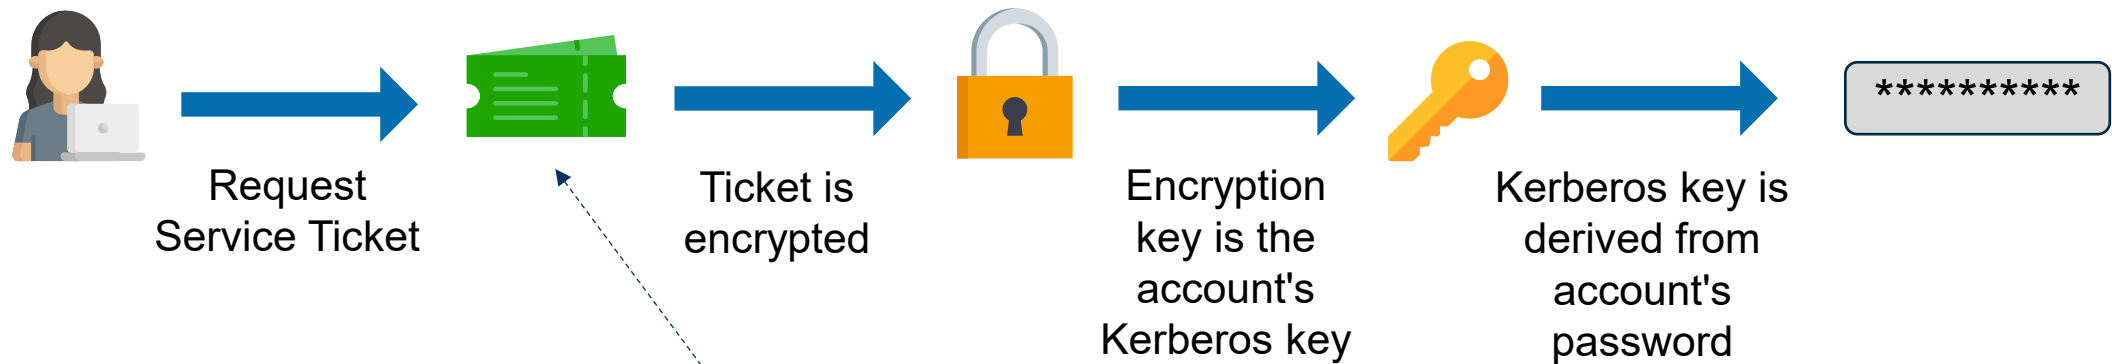 **********
Request
Service Ticket
Ticket is
encrypted
Encryption
key is the
account's
Kerberos key
Kerberos key is
derived from
account's
password